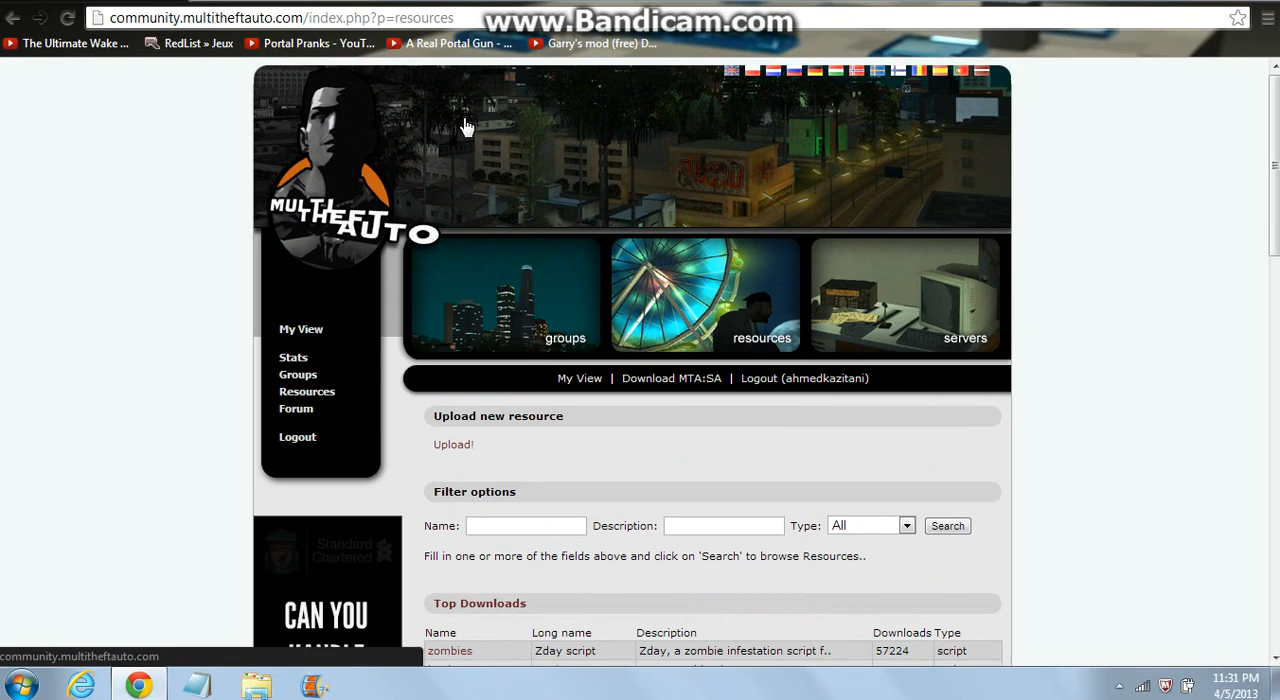 community.multitheftauto.com/index.php?p=resources
www.Bandicam.com
The Ultimate Wake ...
RedList » Jeux
Portal Pranks - YouT...
A Real Portal Gun - ...
Garry's mod (free) D...
MULTI
THEFT
AUTO
groups
resources
servers
My View
Stats
Groups
Resources
Forum
Logout
My View | Download MTA:SA | Logout (ahmedkazitani)
Upload new resource
Upload!
Filter options
Name: Description: Type: All Search
Fill in one or more of the fields above and click on 'Search' to browse Resources..
Standard
Chartered
CAN YOU
Top Downloads
Name Long name Description Downloads Type
zombies Zday script Zday, a zombie infestation script f.. 57224 script
community.multitheftauto.com
11:31 PM
4/5/2013